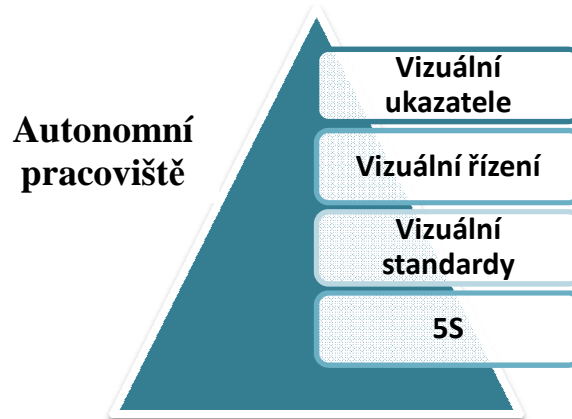 Autonomní
pracoviště
Vizuální
ukazatele
Vizuální řízení
Vizuální
standardy
5S